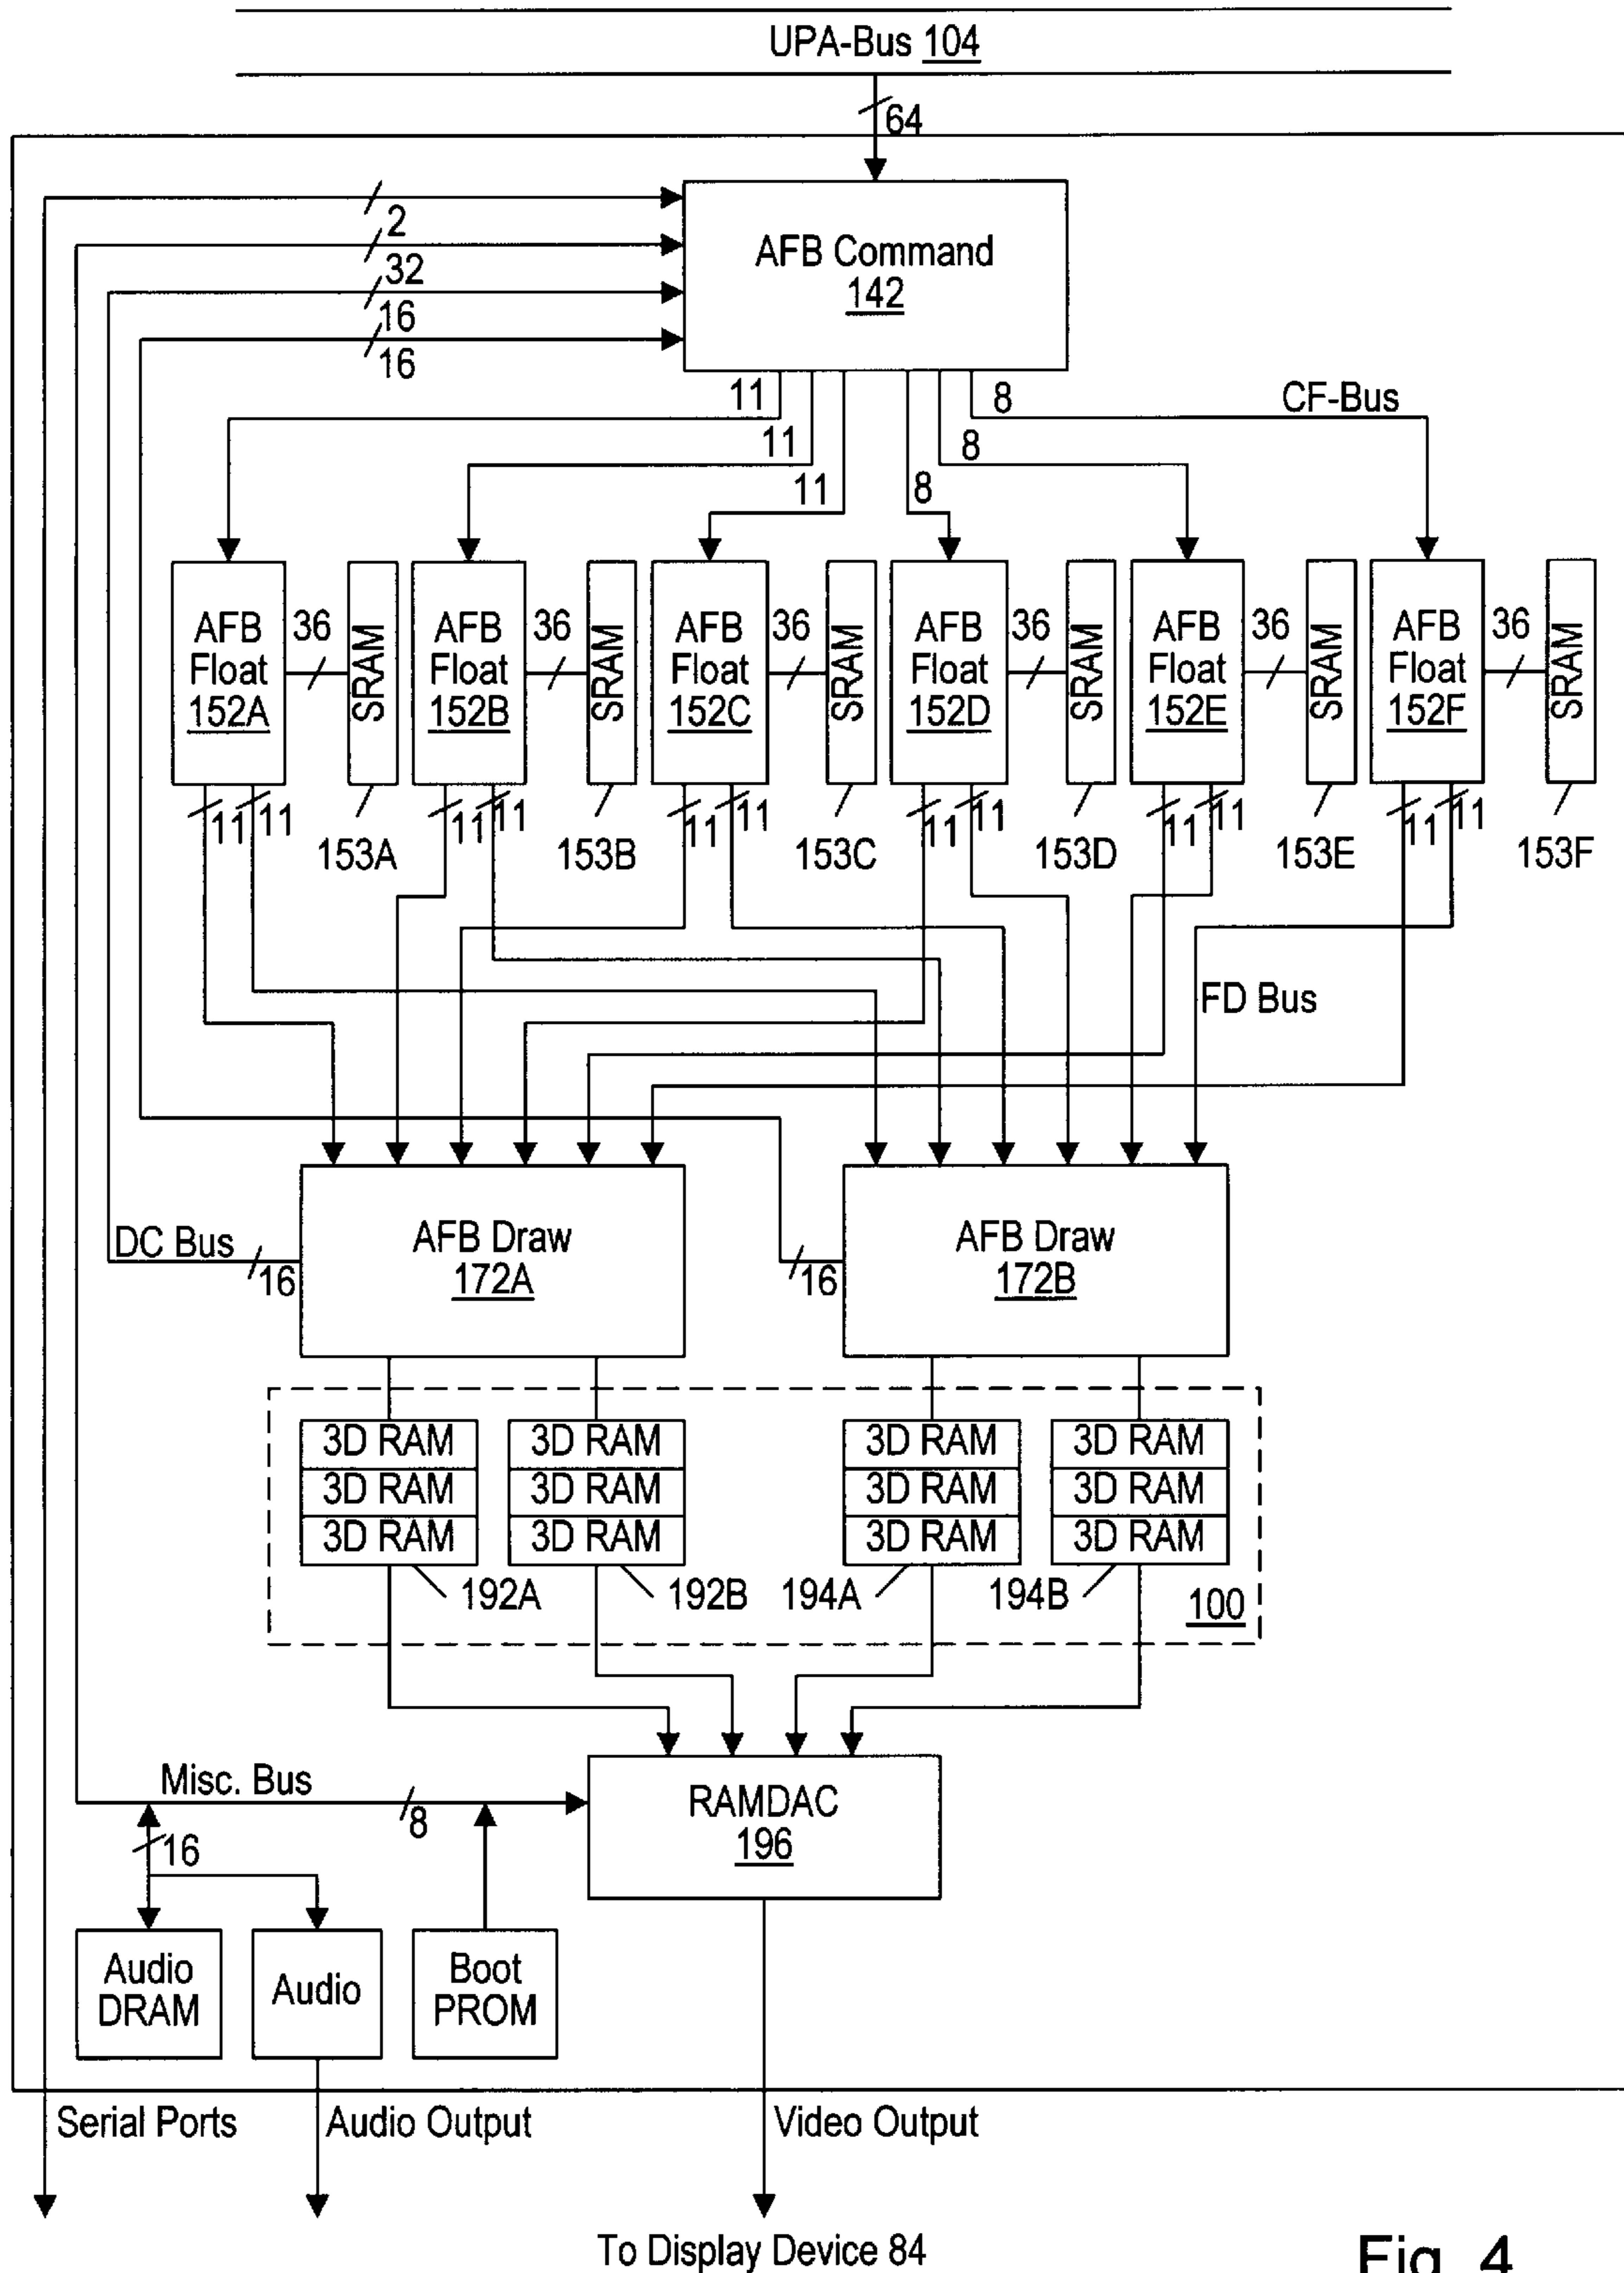 UPA-Bus 104
64
2
32
16
16
AFB Command
142
11
11
11
8
8
8
CF-Bus
AFB
Float
152A
36
SRAM
AFB
Float
152B
36
SRAM
AFB
Float
152C
36
SRAM
AFB
Float
152D
36
SRAM
AFB
Float
152E
36
SRAM
AFB
Float
152F
36
SRAM
11
11
153A
11
11
153B
11
11
153C
11
11
153D
11
11
153E
11
11
153F
FD Bus
DC Bus
16
AFB Draw
172A
16
AFB Draw
172B
3D RAM
3D RAM
3D RAM
3D RAM
3D RAM
3D RAM
3D RAM
3D RAM
3D RAM
3D RAM
3D RAM
3D RAM
192A
192B
194A
194B
100
Misc. Bus
8
16
RAMDAC
196
Audio
DRAM
Audio
Boot
PROM
Serial Ports
Audio Output
Video Output
To Display Device 84
Fig. 4